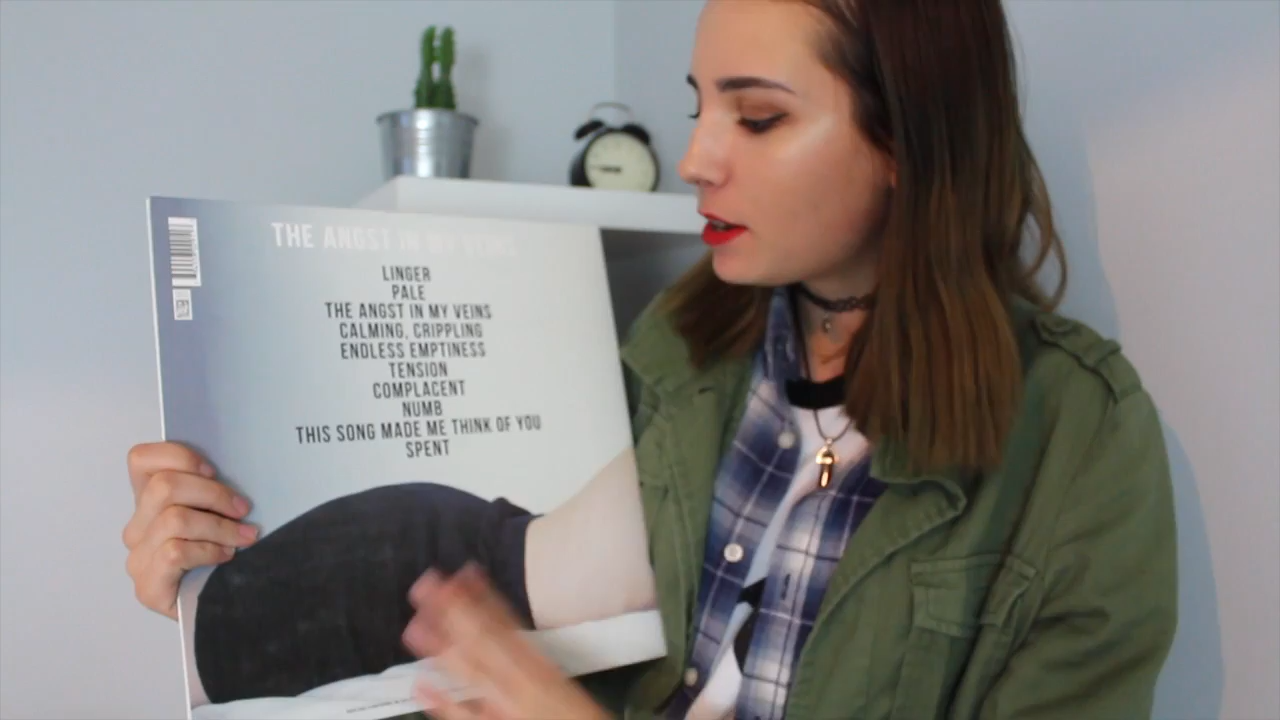 THE ANGST IN MY VEINS
LINGER
PALE
THE ANGST IN MY VEINS
CALMING, CRIPPLING
ENDLESS EMPTINESS
TENSION
COMPLACENT
NUMB
THIS SONG MADE ME THINK OF YOU
SPENT